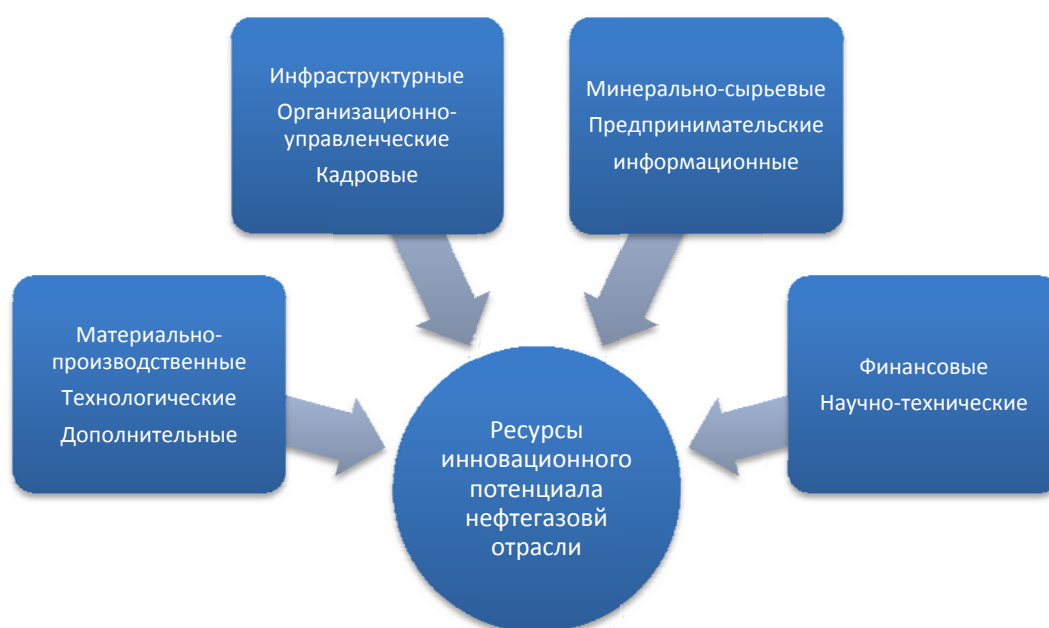 Инфраструктурные
Организационно-
управленческие
Кадровые
Минерально-сырьевые
Предпринимательские
информационные
Материально-
производственные
Технологические
Дополнительные
Финансовые
Научно-технические
Ресурсы
инновационного
потенциала
нефтегазовй
отрасли